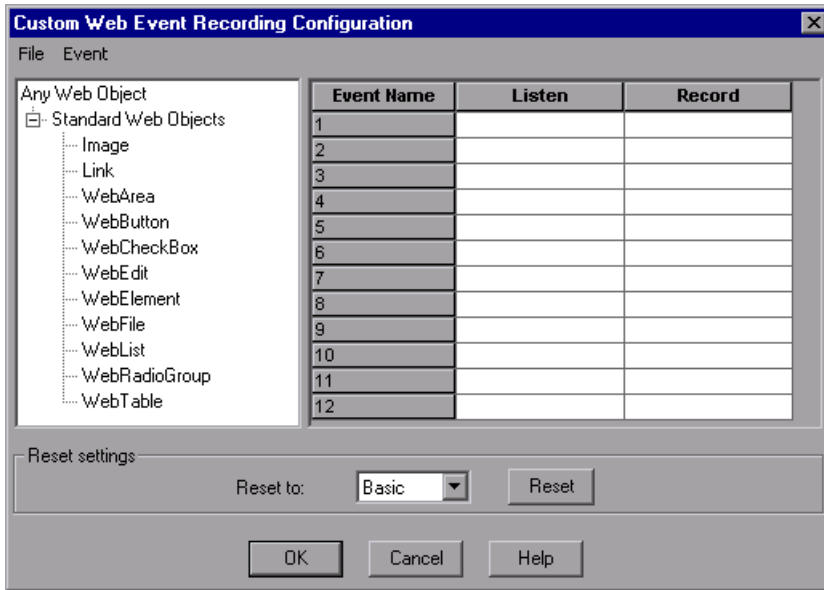 Custom Web Event Recording Configuration
File Event
Any Web Object
Standard Web Objects
Image
Link
WebArea
WebButton
WebCheckBox
WebEdit
WebElement
WebFile
WebList
WebRadioGroup
WebTable
Event Name Listen Record
1
2
3
4
5
6
7
8
9
10
11
12
Reset settings
Reset to: Basic Reset
OK Cancel Help